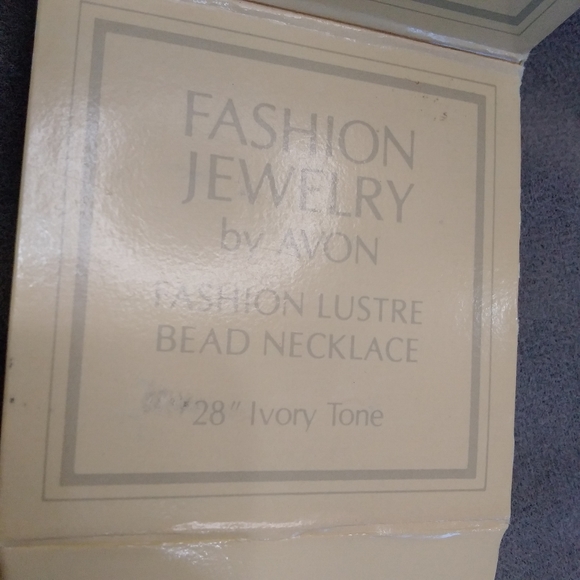 FASHION
JEWELRY
by AVON
FASHION LUSTRE
BEAD NECKLACE
28" Ivory Tone